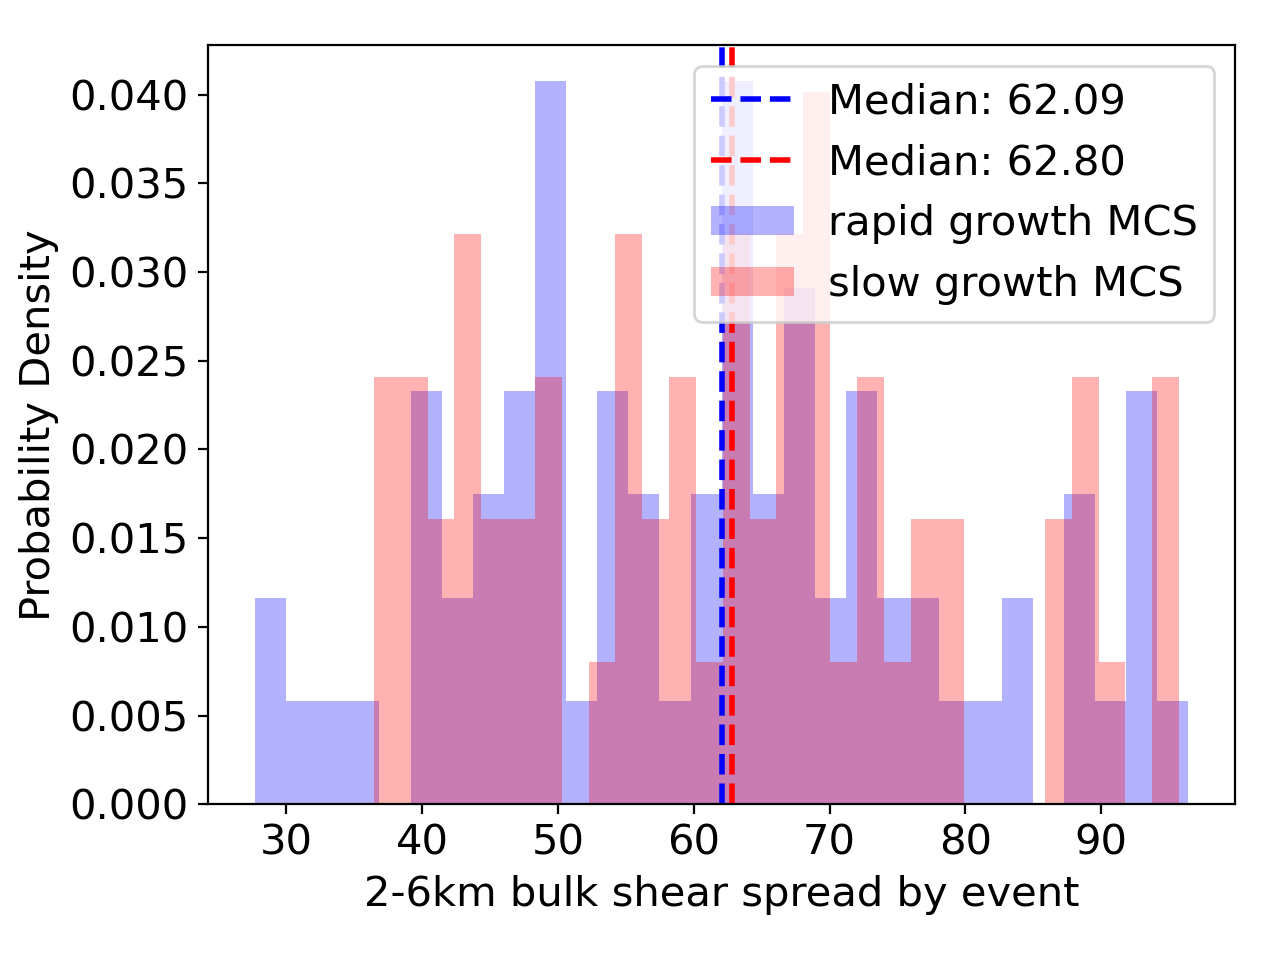 Median: 62.09
Median: 62.80
rapid growth MCS
slow growth MCS
0.040
0.035
0.030
0.025
0.020
0.015
0.010
0.005
0.000
Probability Density
30 40 50 60 70 80 90
2-6km bulk shear spread by event